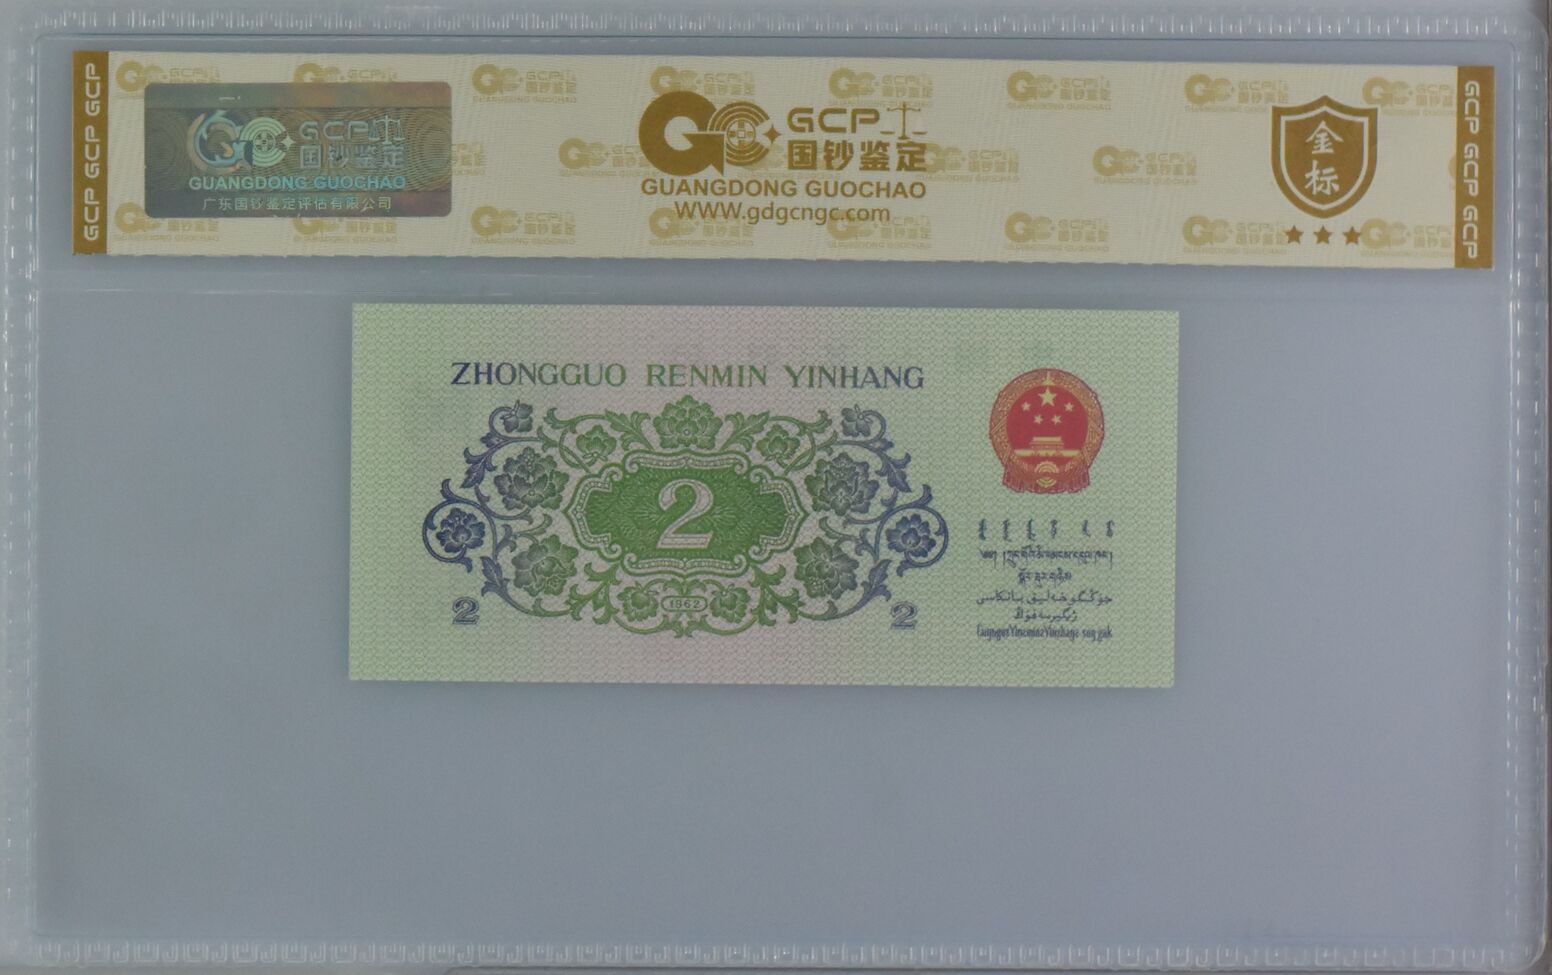 GCP GCP GCP
GCP
国钞鉴定
GUANGDONG GUOCHAO
广东国钞鉴定评估有限公司
GCP
国钞鉴定
GUANGDONG GUOCHAO
WWW.gdgcngc.com
金标
GCP GCP GCP
ZHONGGUO RENMIN YINHANG
2
1962
2
2